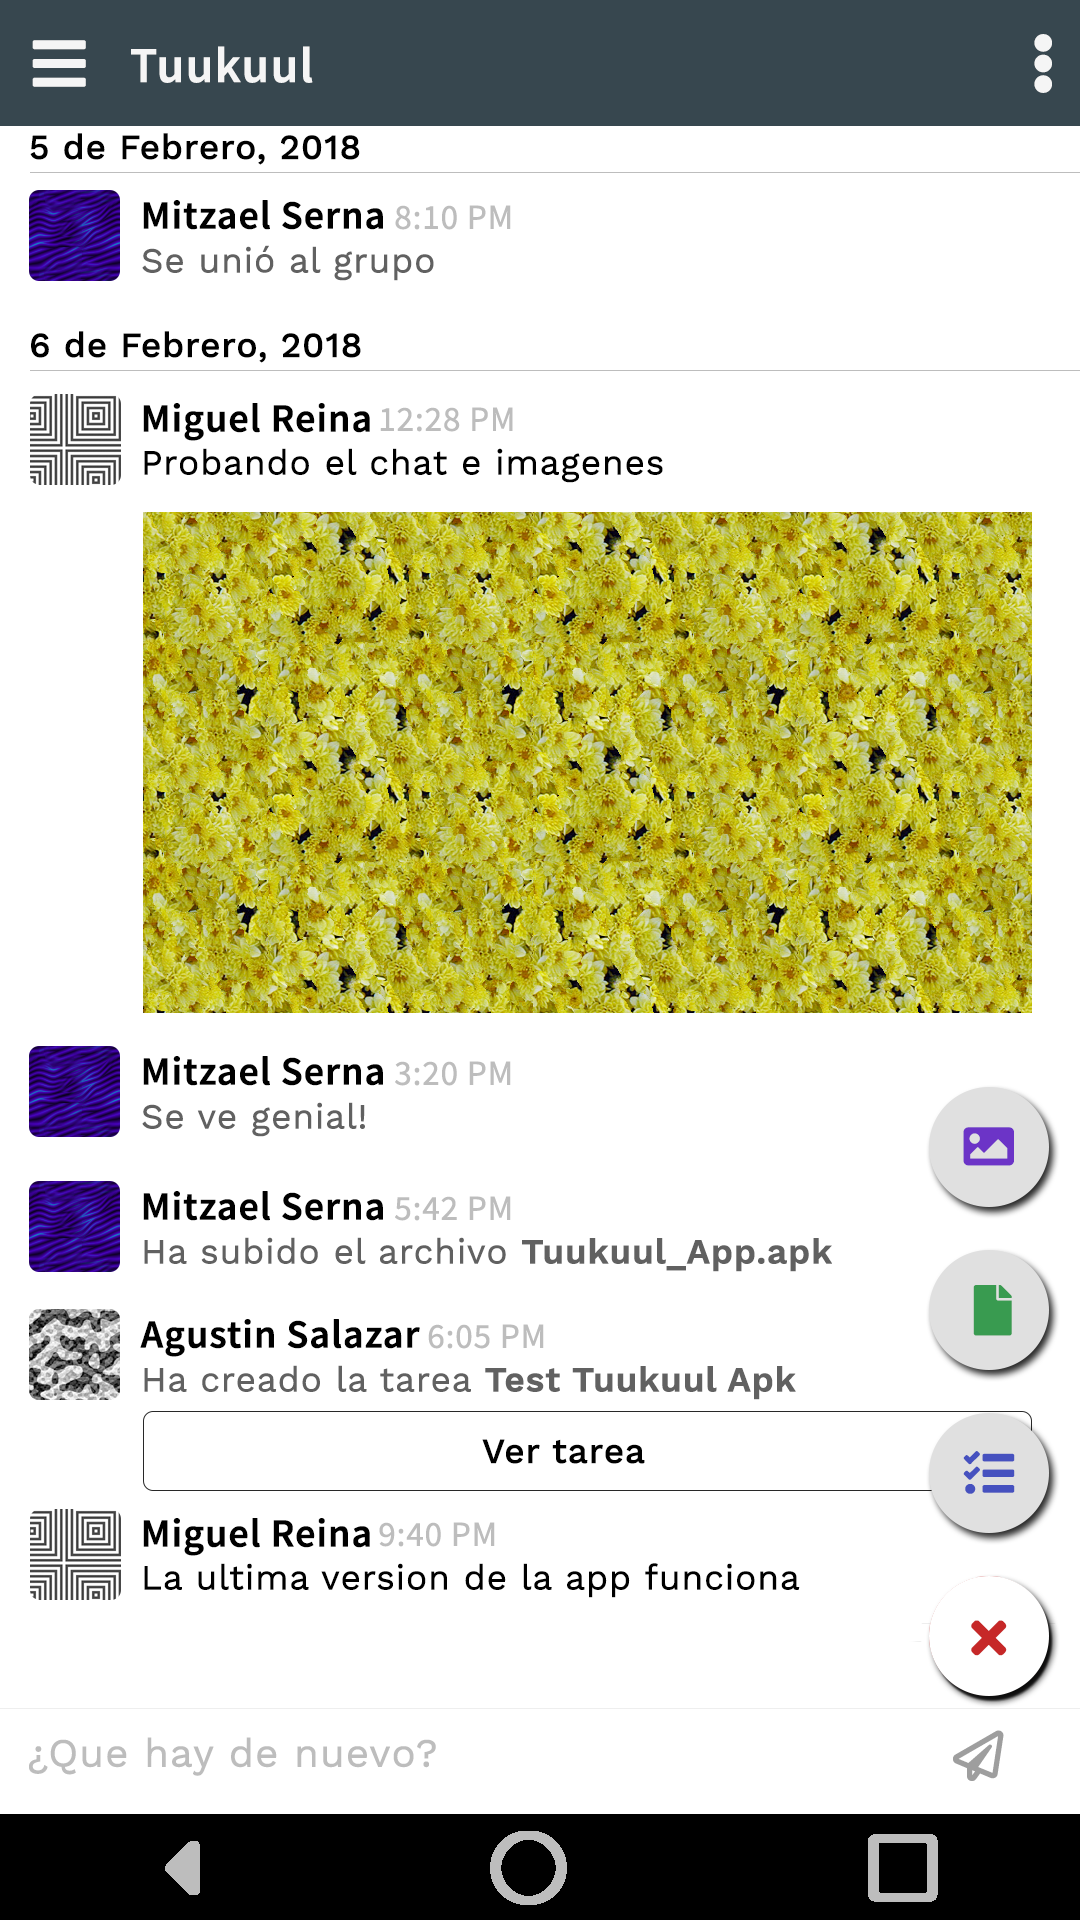 Tuukuul
5 de Febrero, 2018
Mitzael Serna 8:10 PM
Se unió al grupo
6 de Febrero, 2018
Miguel Reina 12:28 PM
Probando el chat e imagenes
Mitzael Serna 3:20 PM
Se ve genial!
Mitzael Serna 5:42 PM
Ha subido el archivo Tuukuul_App.apk
Agustin Salazar 6:05 PM
Ha creado la tarea Test Tuukuul Apk
Ver tarea
Miguel Reina 9:40 PM
La ultima version de la app funciona
¿Que hay de nuevo?